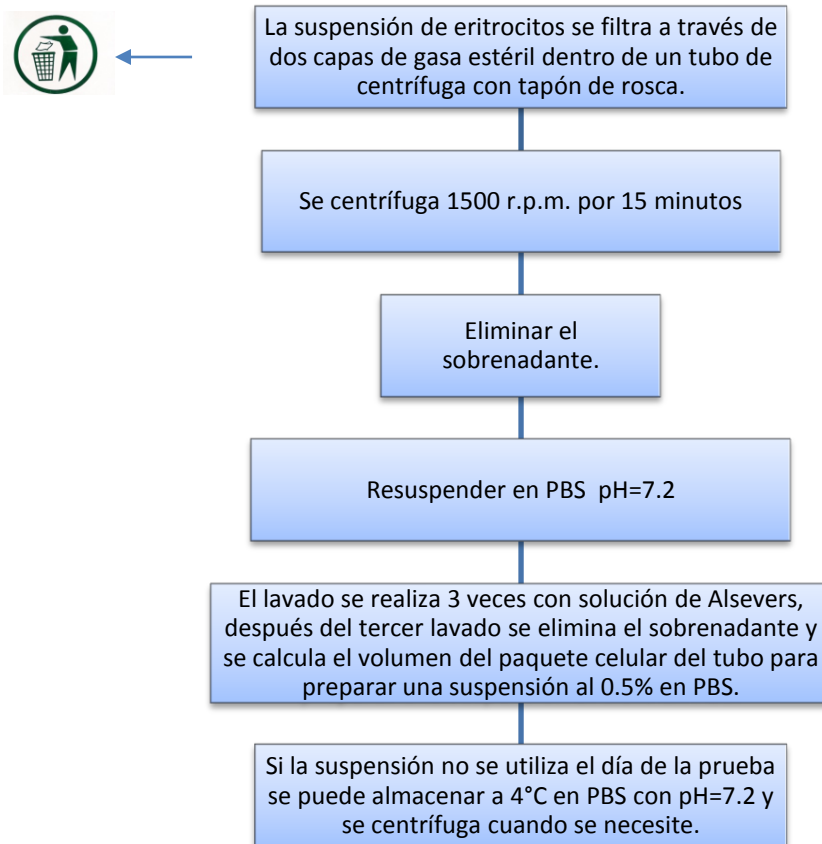 La suspensión de eritrocitos se filtra a través de
dos capas de gasa estéril dentro de un tubo de
centrífuga con tapón de rosca.
Se centrífuga 1500 r.p.m. por 15 minutos
Eliminar el
sobrenadante.
Resuspender en PBS pH=7.2
El lavado se realiza 3 veces con solución de Alsevers,
después del tercer lavado se elimina el sobrenadante y
se calcula el volumen del paquete celular del tubo para
preparar una suspensión al 0.5% en PBS.
Si la suspensión no se utiliza el día de la prueba
se puede almacenar a 4°C en PBS con pH=7.2 y
se centrífuga cuando se necesite.